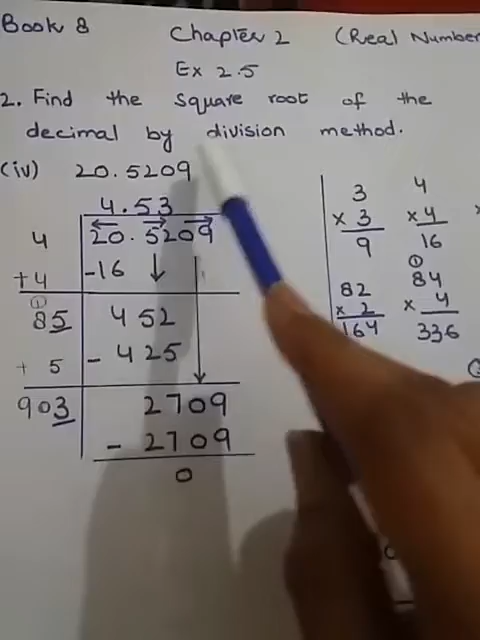 Book 8 Chapter 2 (Real Number
Ex 2.5
2. Find the square root of the
decimal by division method.
(iv) 20.5209
4.53
4 20.5209
+4 -16
1
85 452
+ 5 - 425
903 2709
- 2709
0
3 4
× 3 ×4
9 16
1
82 84
× 2 × 4
164 336